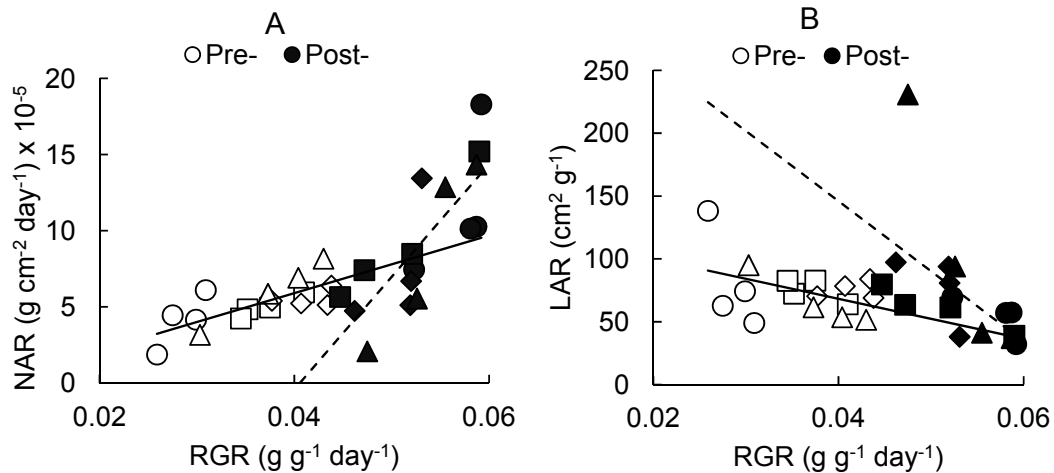 A
Pre- Post-
NAR (g cm-2 day-1) x 10-5
20
15
10
5
0
0.02 0.04 0.06
RGR (g g-1 day-1)
B
Pre- Post-
LAR (cm2 g-1)
250
200
150
100
50
0
0.02 0.04 0.06
RGR (g g-1 day-1)